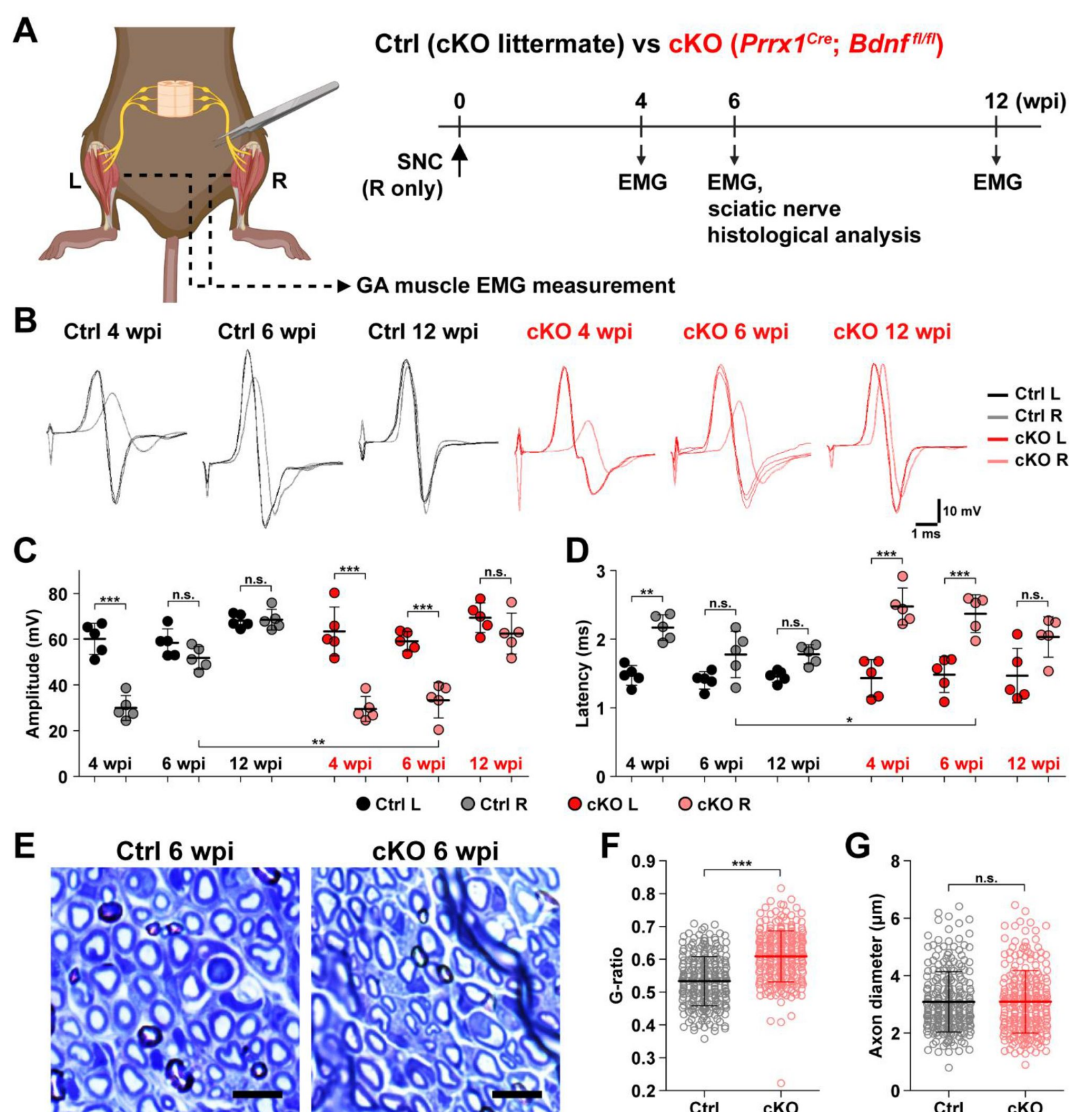 A
Ctrl (cKO littermate) vs cKO (Prrx1Cre; Bdnf fl/fl)
0 4 6 12 (wpi)
L R
SNC
(R only)
EMG
EMG,
sciatic nerve
histological analysis
EMG
GA muscle EMG measurement
B
Ctrl 4 wpi Ctrl 6 wpi Ctrl 12 wpi cKO 4 wpi cKO 6 wpi cKO 12 wpi
Ctrl L
Ctrl R
cKO L
cKO R
10 mV
1 ms
C
Amplitude (mV)
80
60
40
20
0
*** n.s. n.s. *** *** n.s.
**
4 wpi 6 wpi 12 wpi 4 wpi 6 wpi 12 wpi
D
Latency (ms)
3
2
1
0
** n.s. n.s. *** *** n.s.
*
4 wpi 6 wpi 12 wpi 4 wpi 6 wpi 12 wpi
Ctrl L Ctrl R cKO L cKO R
E
Ctrl 6 wpi cKO 6 wpi
F
G-ratio
0.9
0.8
0.7
0.6
0.5
0.4
0.3
0.2
***
Ctrl cKO
G
Axon diameter (μm)
8
6
4
2
0
n.s.
Ctrl cKO